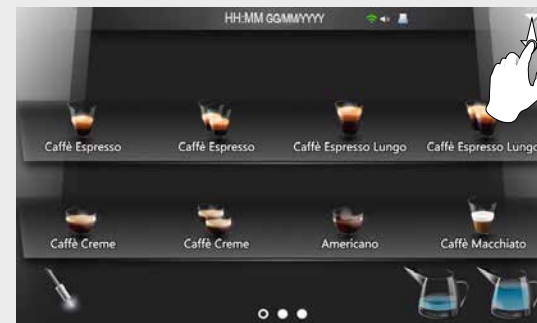 HH:MM GG/MM/YYYY
Caffè Espresso Caffè Espresso Caffè Espresso Lungo Caffè Espresso Lungo
Caffè Creme Caffè Creme Americano Caffè Macchiato